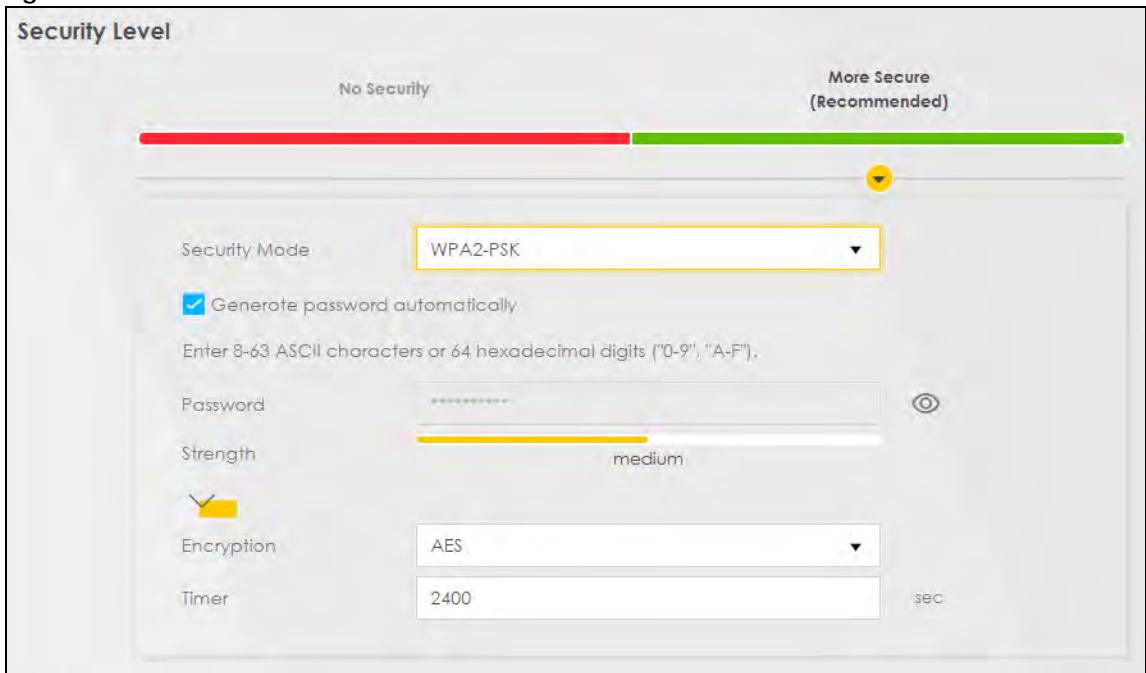 Security Level
No Security
More Secure
(Recommended)
Security Mode
WPA2-PSK
Generate password automatically
Enter 8-63 ASCII characters or 64 hexadecimal digits ("0-9", "A-F").
Password
**********
Strength
medium
Encryption
AES
Timer
2400
sec